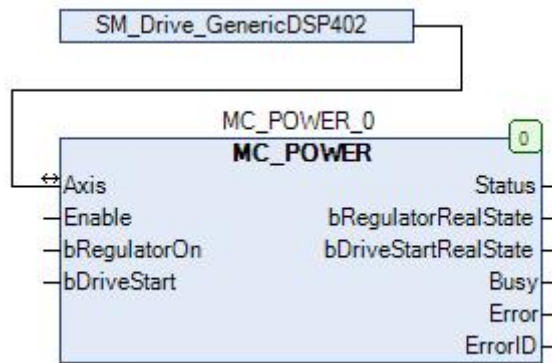 SM_Drive_GenericDSP402
MC_POWER_0
0
MC_POWER
Axis Status
Enable bRegulatorRealState
bRegulatorOn bDriveStartRealState
bDriveStart Busy
Error
ErrorID